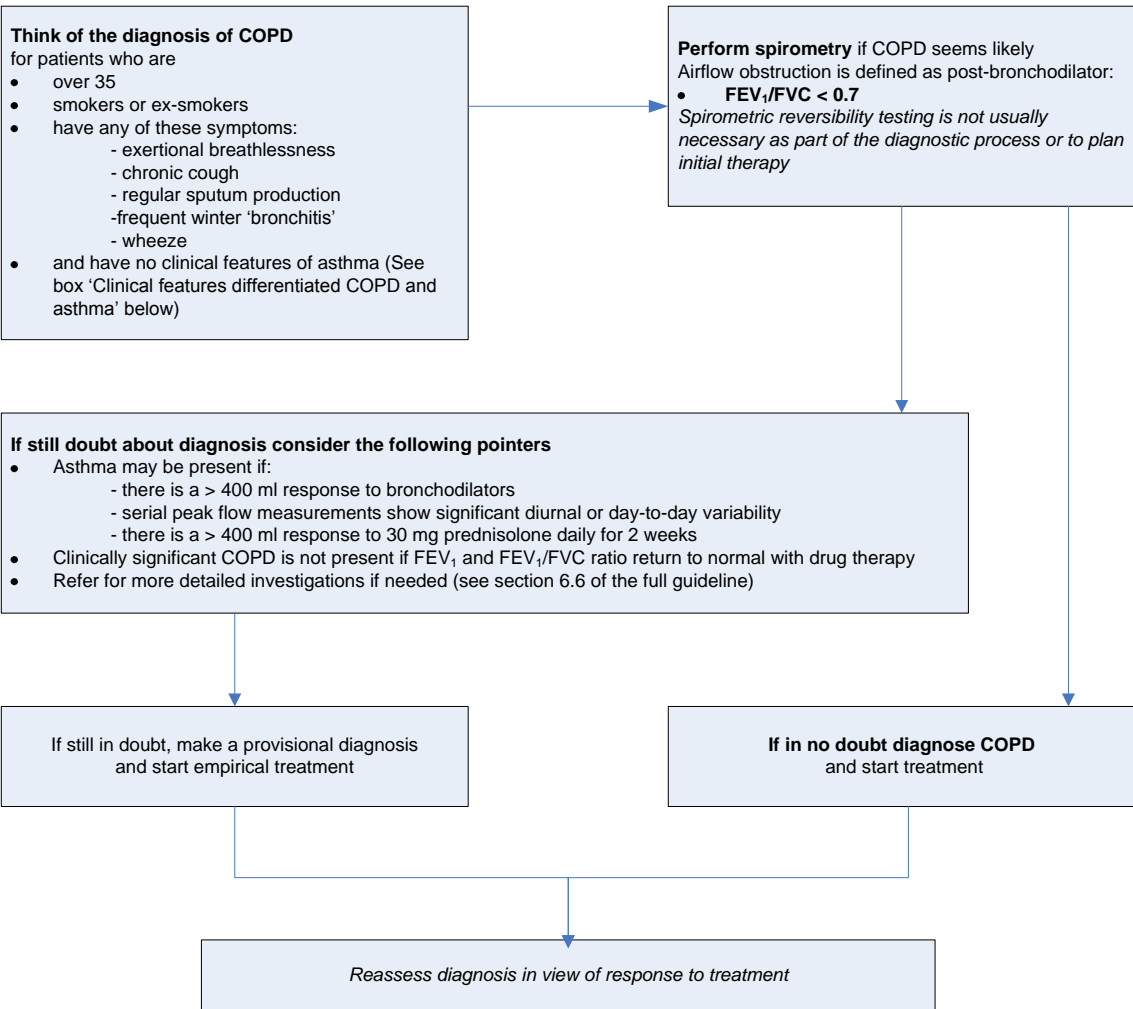 Think of the diagnosis of COPD
for patients who are
• over 35
• smokers or ex-smokers
• have any of these symptoms:
- exertional breathlessness
- chronic cough
- regular sputum production
-frequent winter ‘bronchitis’
- wheeze
• and have no clinical features of asthma (See
box ‘Clinical features differentiated COPD and
asthma’ below)
Perform spirometry if COPD seems likely
Airflow obstruction is defined as post-bronchodilator:
• FEV₁/FVC < 0.7
Spirometric reversibility testing is not usually
necessary as part of the diagnostic process or to plan
initial therapy
If still doubt about diagnosis consider the following pointers
• Asthma may be present if:
- there is a > 400 ml response to bronchodilators
- serial peak flow measurements show significant diurnal or day-to-day variability
- there is a > 400 ml response to 30 mg prednisolone daily for 2 weeks
• Clinically significant COPD is not present if FEV₁ and FEV₁/FVC ratio return to normal with drug therapy
• Refer for more detailed investigations if needed (see section 6.6 of the full guideline)
If still in doubt, make a provisional diagnosis
and start empirical treatment
If in no doubt diagnose COPD
and start treatment
Reassess diagnosis in view of response to treatment